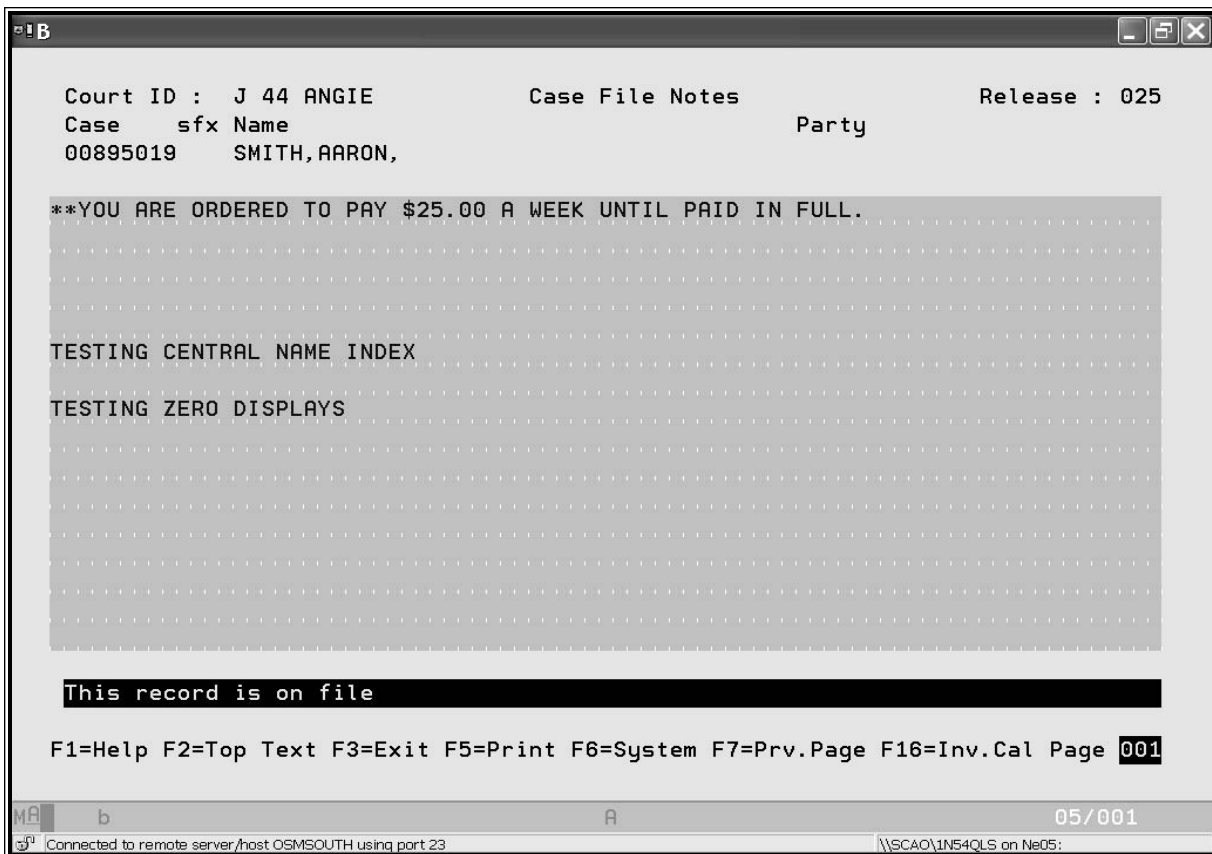 B
Court ID : J 44 ANGIE Case File Notes Release : 025
Case sfx Name Party
00895019 SMITH,AARON,
**YOU ARE ORDERED TO PAY $25.00 A WEEK UNTIL PAID IN FULL.
TESTING CENTRAL NAME INDEX
TESTING ZERO DISPLAYS
This record is on file
F1=Help F2=Top Text F3=Exit F5=Print F6=System F7=Prv.Page F16=Inv.Cal Page 001
MA b A 05/001
Connected to remote server/host OSMSOUTH using port 23 \\SCAO\1N54QLS on Ne05: